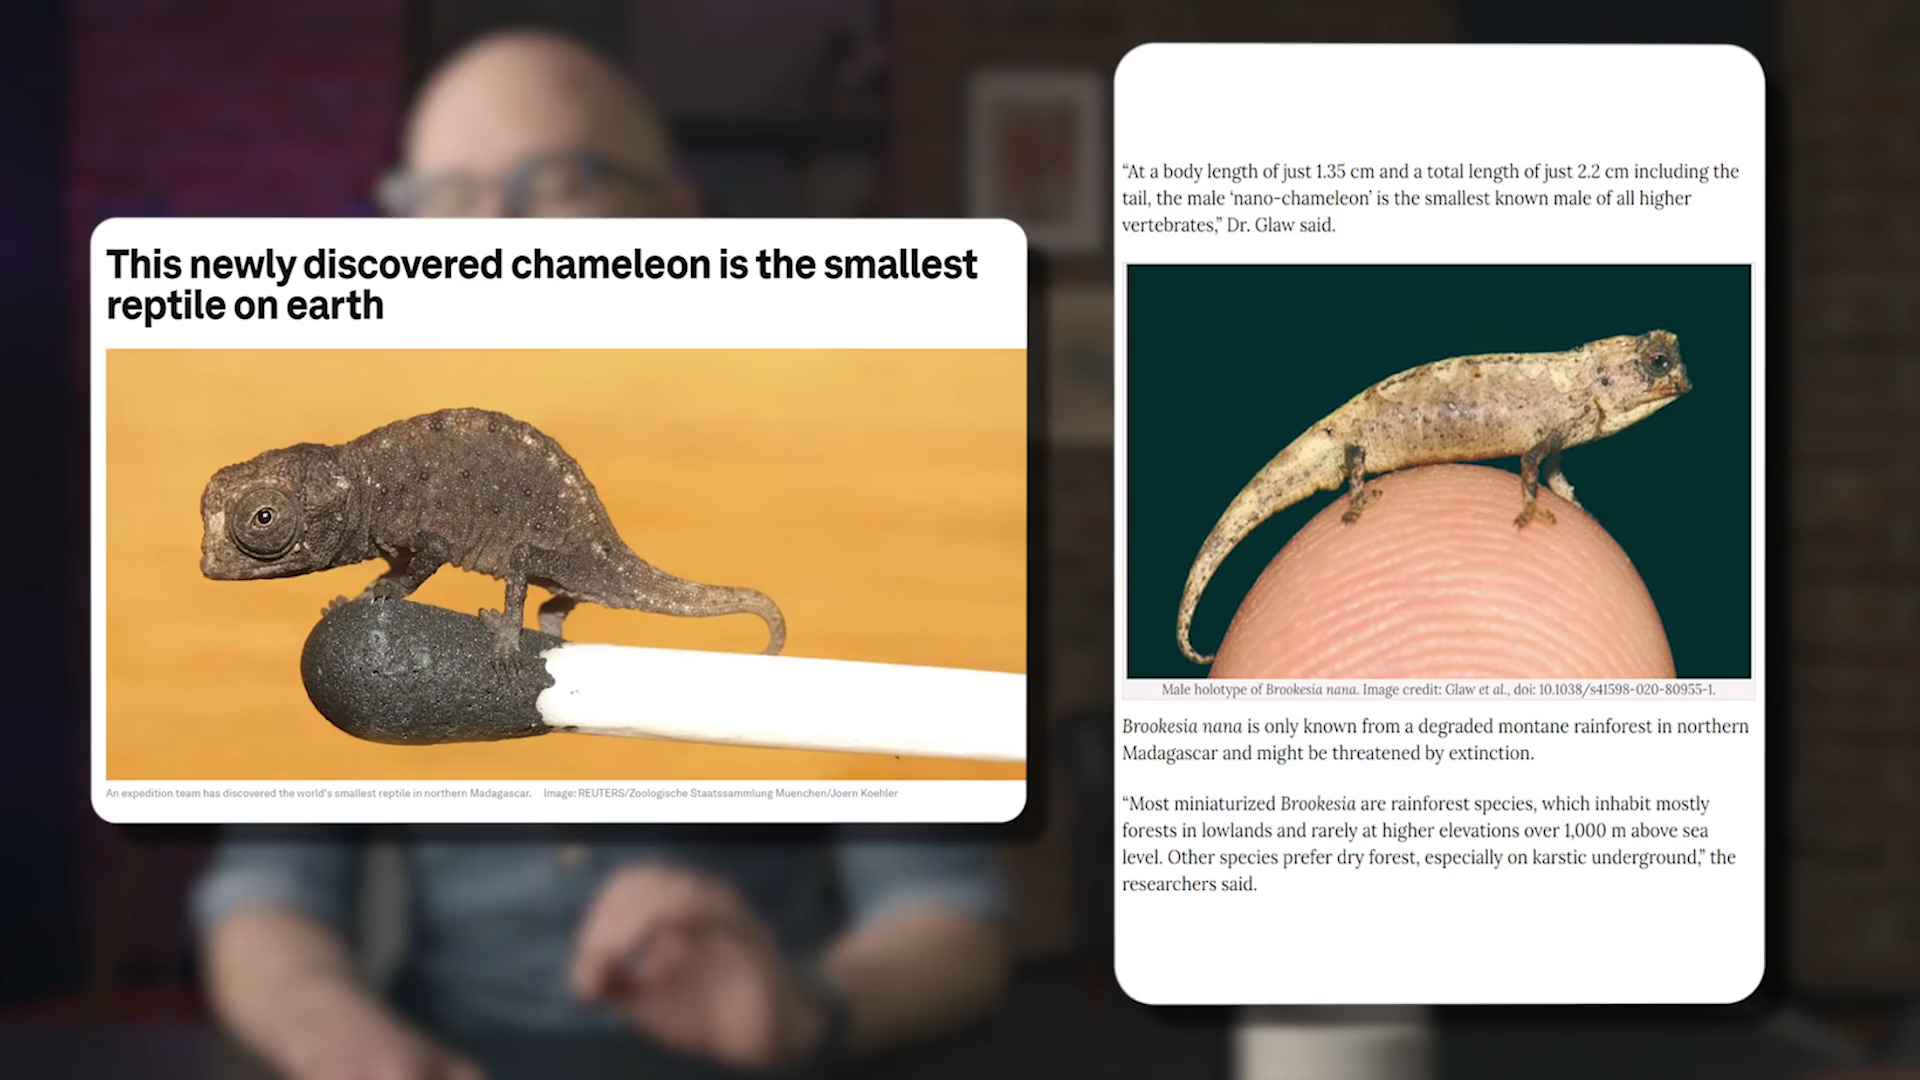 This newly discovered chameleon is the smallest
reptile on earth
An expedition team has discovered the world's smallest reptile in northern Madagascar. Image: REUTERS/Zoologische Staatssammlung Muenchen/Joern Koehler
“At a body length of just 1.35 cm and a total length of just 2.2 cm including the
tail, the male ‘nano-chameleon’ is the smallest known male of all higher
vertebrates,” Dr. Glaw said.
Male holotype of Brookesia nana. Image credit: Glaw et al., doi: 10.1038/s41598-020-80955-1.
Brookesia nana is only known from a degraded montane rainforest in northern
Madagascar and might be threatened by extinction.
“Most miniaturized Brookesia are rainforest species, which inhabit mostly
forests in lowlands and rarely at higher elevations over 1,000 m above sea
level. Other species prefer dry forest, especially on karstic underground,” the
researchers said.